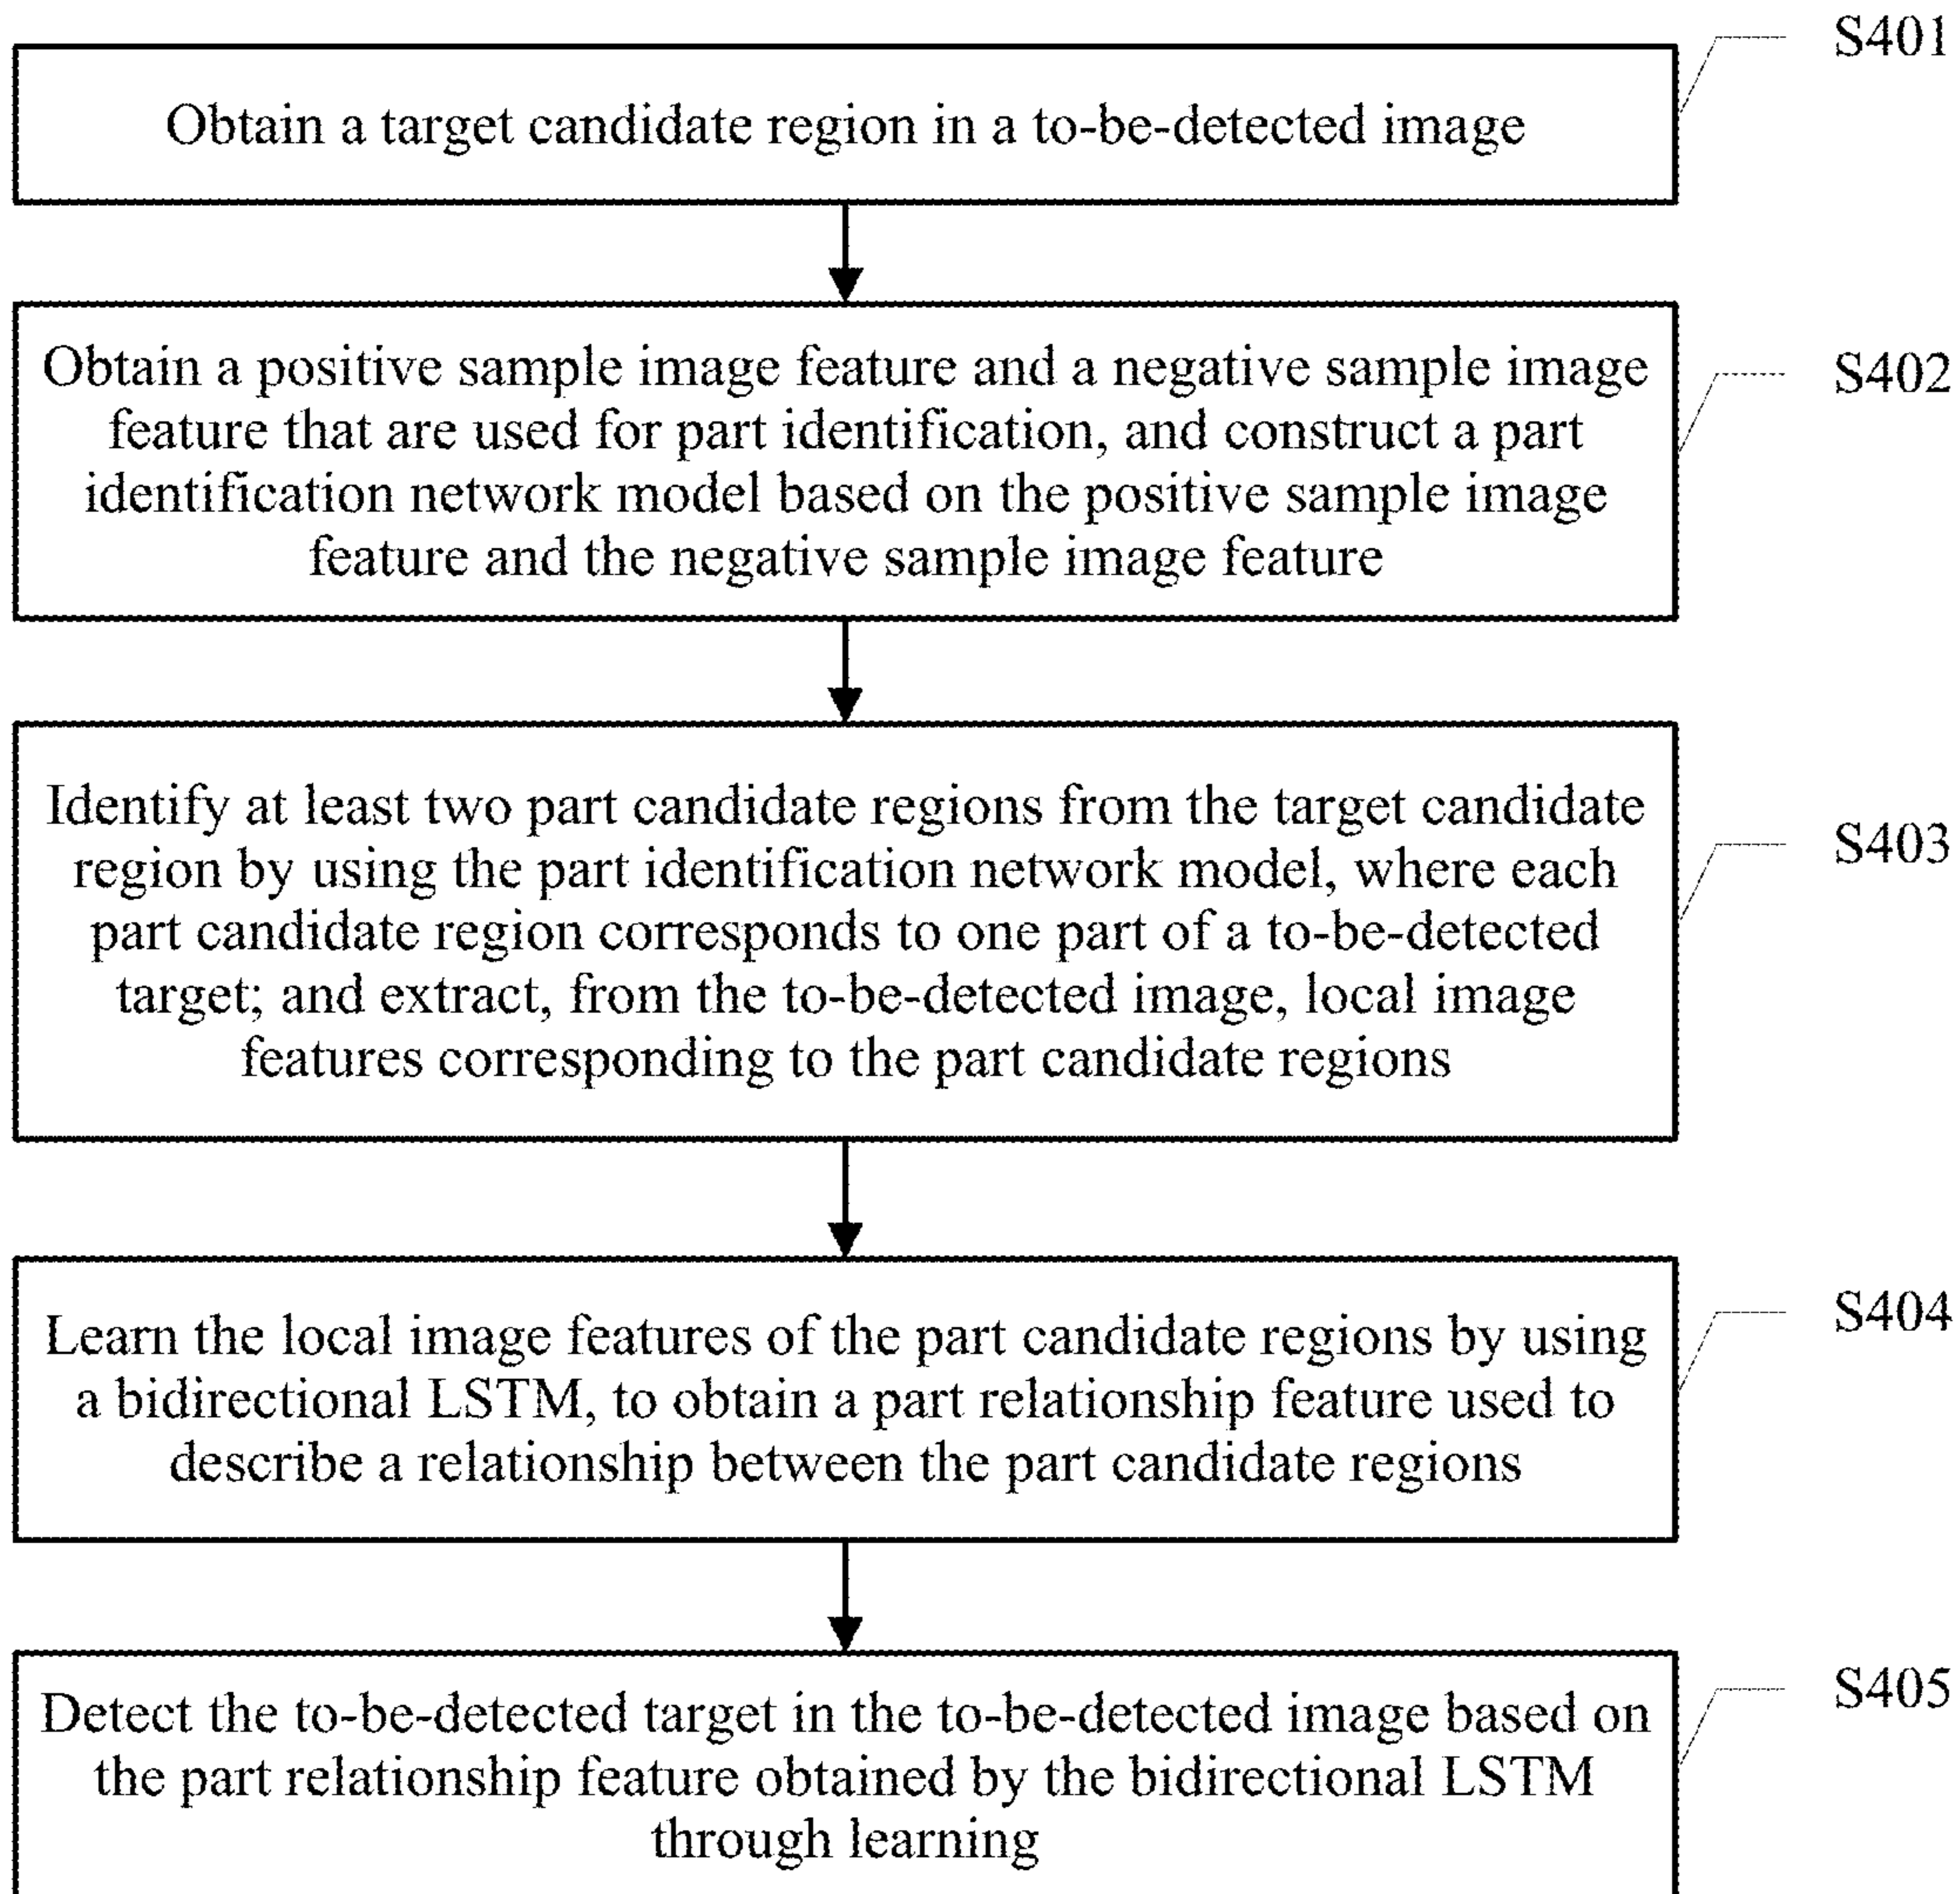 S401
Obtain a target candidate region in a to-be-detected image
S402
Obtain a positive sample image feature and a negative sample image
feature that are used for part identification, and construct a part
identification network model based on the positive sample image
feature and the negative sample image feature
S403
Identify at least two part candidate regions from the target candidate
region by using the part identification network model, where each
part candidate region corresponds to one part of a to-be-detected
target; and extract, from the to-be-detected image, local image
features corresponding to the part candidate regions
S404
Learn the local image features of the part candidate regions by using
a bidirectional LSTM, to obtain a part relationship feature used to
describe a relationship between the part candidate regions
S405
Detect the to-be-detected target in the to-be-detected image based on
the part relationship feature obtained by the bidirectional LSTM
through learning